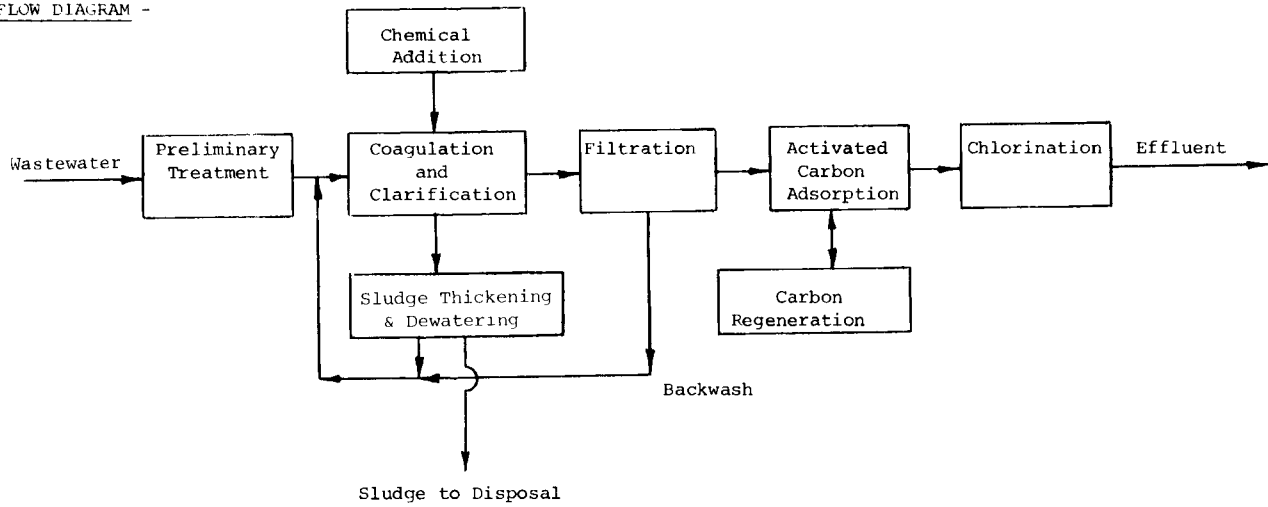 FLOW DIAGRAM -
Chemical
Addition
Wastewater
Preliminary
Treatment
Coagulation
and
Clarification
Filtration
Activated
Carbon
Adsorption
Chlorination
Effluent
Sludge Thickening
& Dewatering
Carbon
Regeneration
Backwash
Sludge to Disposal